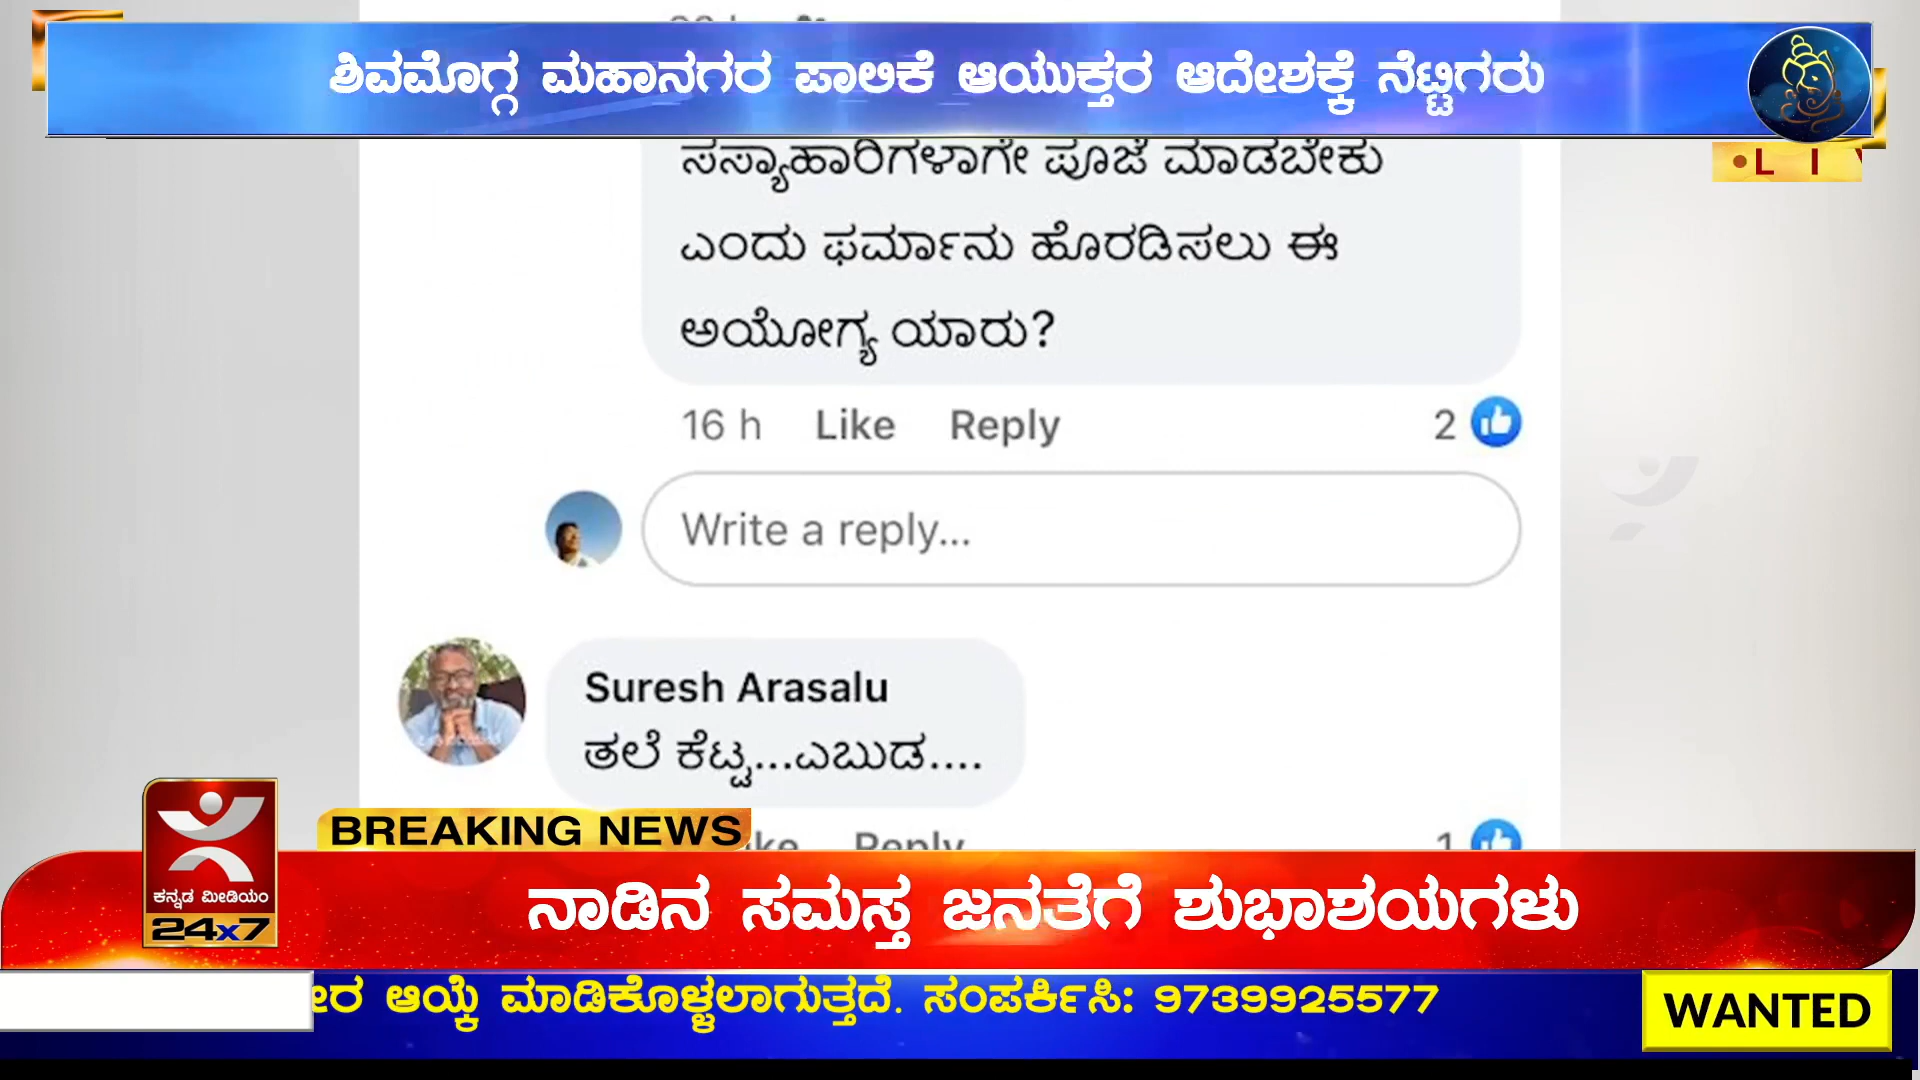 ಶಿವಮೊಗ್ಗ ಮಹಾನಗರ ಪಾಲಿಕೆ ಆಯುಕ್ತರ ಆದೇಶಕ್ಕೆ ನೆಟ್ಟಿಗರು
ಸಸ್ಯಾಹಾರಿಗಳಾಗೇ ಪೂಜೆ ಮಾಡಬೇಕು
ಎಂದು ಫರ್ಮಾನು ಹೊರಡಿಸಲು ಈ
ಅಯೋಗ್ಯ ಯಾರು?
16 h Like Reply 2
Write a reply...
Suresh Arasalu
ತಲೆ ಕೆಟ್ಟ...ಎಬುಡ....
Reply 1
BREAKING NEWS
ಕನ್ನಡ ಮೀಡಿಯಂ
24x7
ನಾಡಿನ ಸಮಸ್ತ ಜನತೆಗೆ ಶುಭಾಶಯಗಳು
ಆಯ್ಕೆ ಮಾಡಿಕೊಳ್ಳಲಾಗುತ್ತದೆ. ಸಂಪರ್ಕಿಸಿ: 9739925577
WANTED